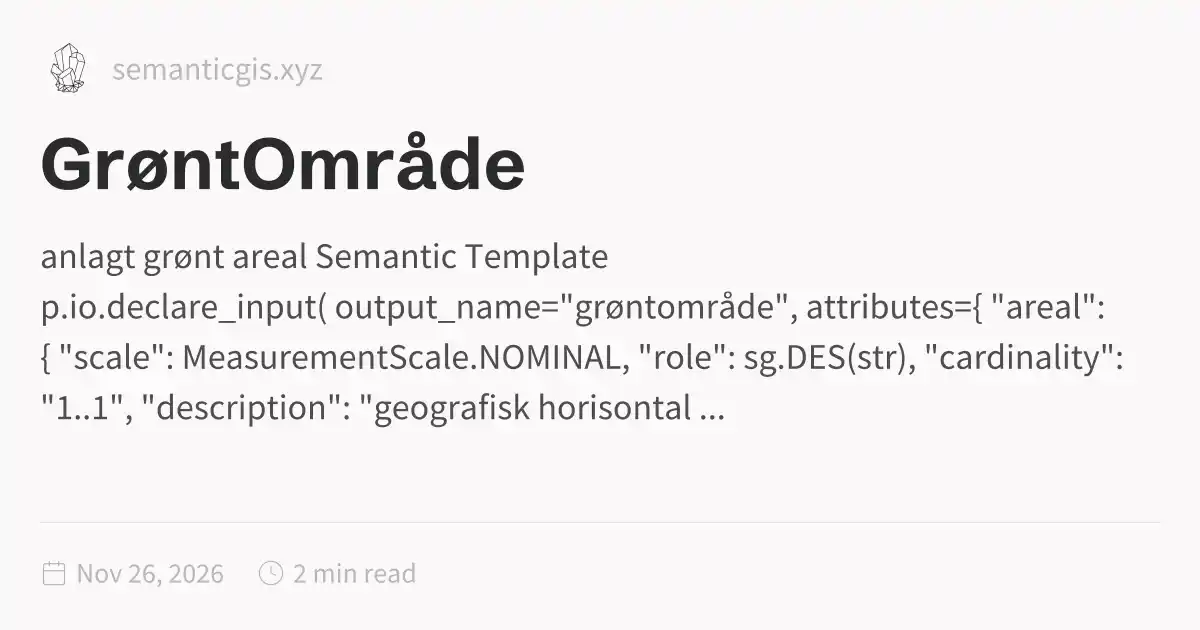 semanticgis.xyz
GrøntOmråde
anlagt grønt areal Semantic Template
p.io.declare_input( output_name="grøntområde", attributes={ "areal":
{ "scale": MeasurementScale.NOMINAL, "role": sg.DES(str), "cardinality":
"1..1", "description": "geografisk horisontal ...
Nov 26, 2026 2 min read